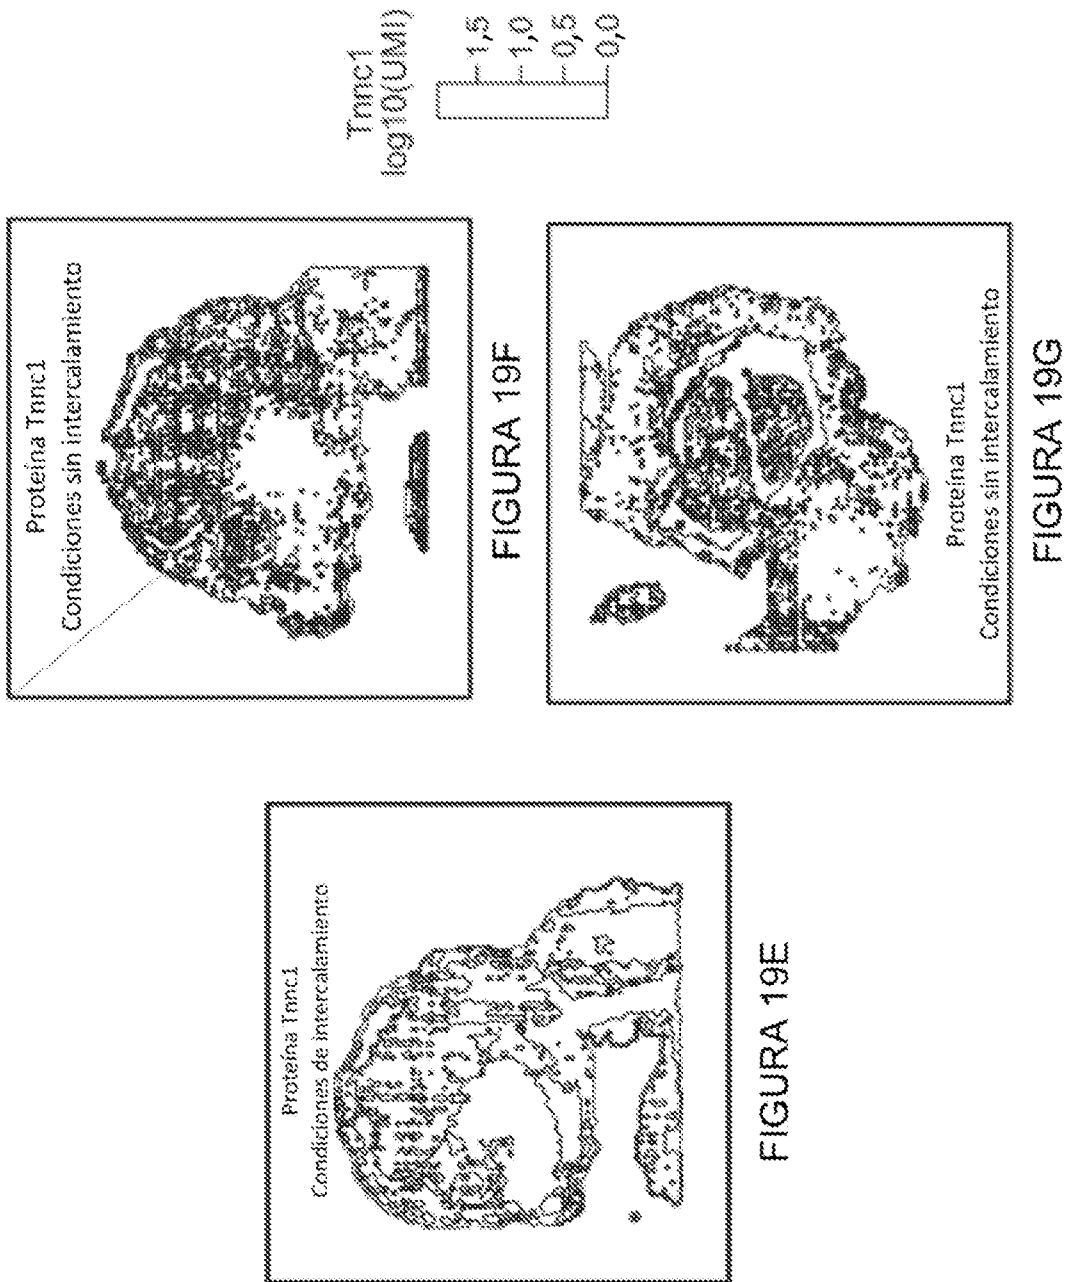 Proteína Tnnc1
Condiciones de intercalamiento
FIGURA 19E
Proteína Tnnc1
Condiciones sin intercalamiento
FIGURA 19F
Proteína Tnnc1
Condiciones sin intercalamiento
FIGURA 19G
Tnnc1
log10(UMI)
1,5
1,0
0,5
0,0